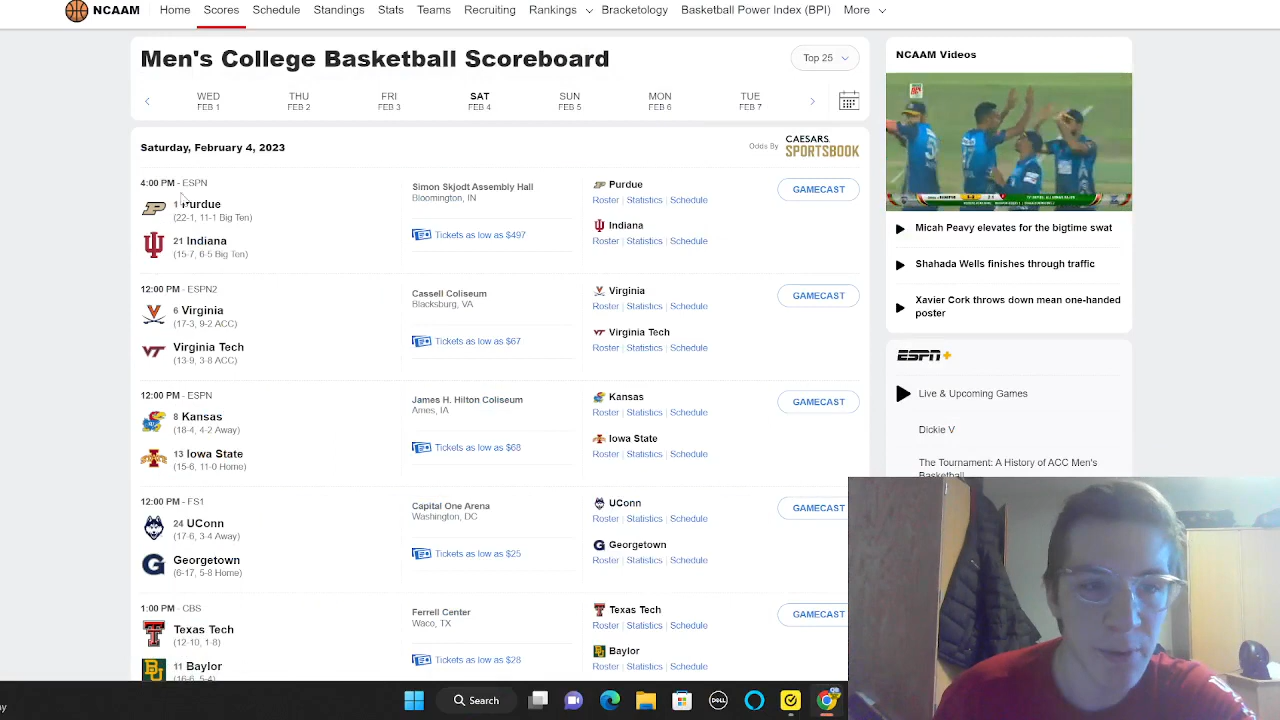 NCAAM Home Scores Schedule Standings Stats Teams Recruiting Rankings Bracketology Basketball Power Index (BPI) More
Men's College Basketball Scoreboard
Top 25
WED THU FRI SAT SUN MON TUE
FEB 1 FEB 2 FEB 3 FEB 4 FEB 5 FEB 6 FEB 7
Saturday, February 4, 2023
Odds By CAESARS SPORTSBOOK
4:00 PM - ESPN
1 Purdue
(22-1, 11-1 Big Ten)
21 Indiana
(15-7, 6-5 Big Ten)
Simon Skjodt Assembly Hall
Bloomington, IN
Tickets as low as $497
Purdue
Roster | Statistics | Schedule
Indiana
Roster | Statistics | Schedule
GAMECAST
12:00 PM - ESPN2
6 Virginia
(17-3, 9-2 ACC)
Virginia Tech
(13-9, 3-8 ACC)
Cassell Coliseum
Blacksburg, VA
Tickets as low as $67
Virginia
Roster | Statistics | Schedule
Virginia Tech
Roster | Statistics | Schedule
GAMECAST
12:00 PM - ESPN
8 Kansas
(18-4, 4-2 Away)
13 Iowa State
(15-6, 11-0 Home)
James H. Hilton Coliseum
Ames, IA
Tickets as low as $68
Kansas
Roster | Statistics | Schedule
Iowa State
Roster | Statistics | Schedule
GAMECAST
12:00 PM - FS1
24 UConn
(17-6, 3-4 Away)
Georgetown
(6-17, 5-8 Home)
Capital One Arena
Washington, DC
Tickets as low as $25
UConn
Roster | Statistics | Schedule
Georgetown
Roster | Statistics | Schedule
GAMECAST
1:00 PM - CBS
Texas Tech
(12-10, 1-8)
11 Baylor
(16-6, 5-4)
Ferrell Center
Waco, TX
Tickets as low as $28
Texas Tech
Roster | Statistics | Schedule
Baylor
Roster | Statistics | Schedule
GAMECAST
NCAAM Videos
Micah Peavy elevates for the bigtime swat
Shahada Wells finishes through traffic
Xavier Cork throws down mean one-handed
poster
ESPN+
Live & Upcoming Games
Dickie V
The Tournament: A History of ACC Men's
Basketball
Search
DELL